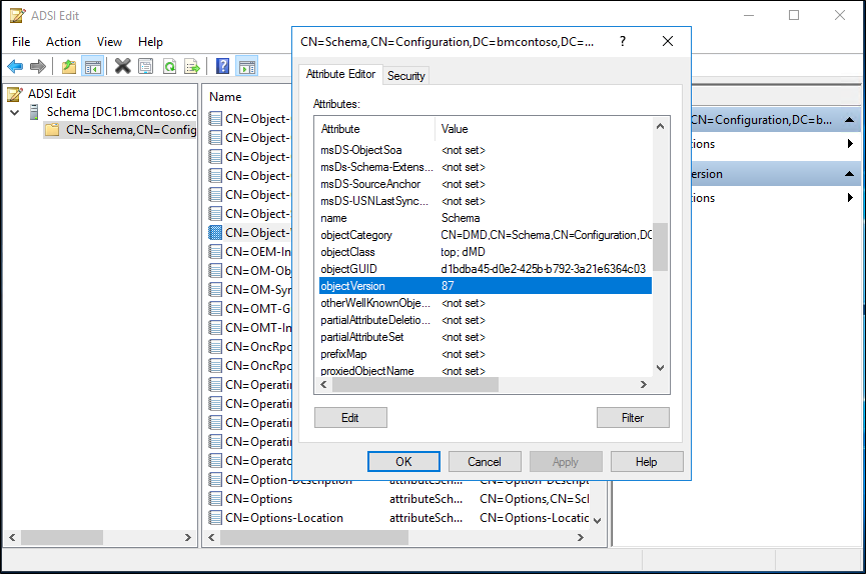 ADSI Edit
File Action View Help
ADSI Edit
Schema [DC1.bmcontoso.cc
CN=Schema,CN=Config
Name
CN=Object-
CN=Object-
CN=Object-
CN=Object-
CN=Object-
CN=Object-
CN=Object-
CN=OEM-In
CN=OM-Obj
CN=OM-Syn
CN=OMT-G
CN=OMT-In
CN=OncRpc
CN=OncRpc
CN=Operatin
CN=Operatin
CN=Operatin
CN=Operatin
CN=Operato
CN=Option-Description attributeSch... CN=Option-Descript
CN=Options attributeSch... CN=Options,CN=Scl
CN=Options-Location attributeSch... CN=Options-Locatic
CN=Schema,CN=Configuration,DC=bmcontoso,DC=... ?
Attribute Editor Security
Attributes:
Attribute Value
msDS-ObjectSoa <not set>
msDs-Schema-Extens... <not set>
msDS-SourceAnchor <not set>
msDS-USNLastSync... <not set>
name Schema
objectCategory CN=DMD,CN=Schema,CN=Configuration,DC
objectClass top; dMD
objectGUID d1bdba45-d0e2-425b-b792-3a21e6364c03
objectVersion 87
otherWellKnownObje... <not set>
partialAttributeDeletio... <not set>
partialAttributeSet <not set>
prefixMap <not set>
proxiedObjectName <not set>
Edit Filter
OK Cancel Apply Help
CN=Configuration,DC=b...
ions
ersion
ions